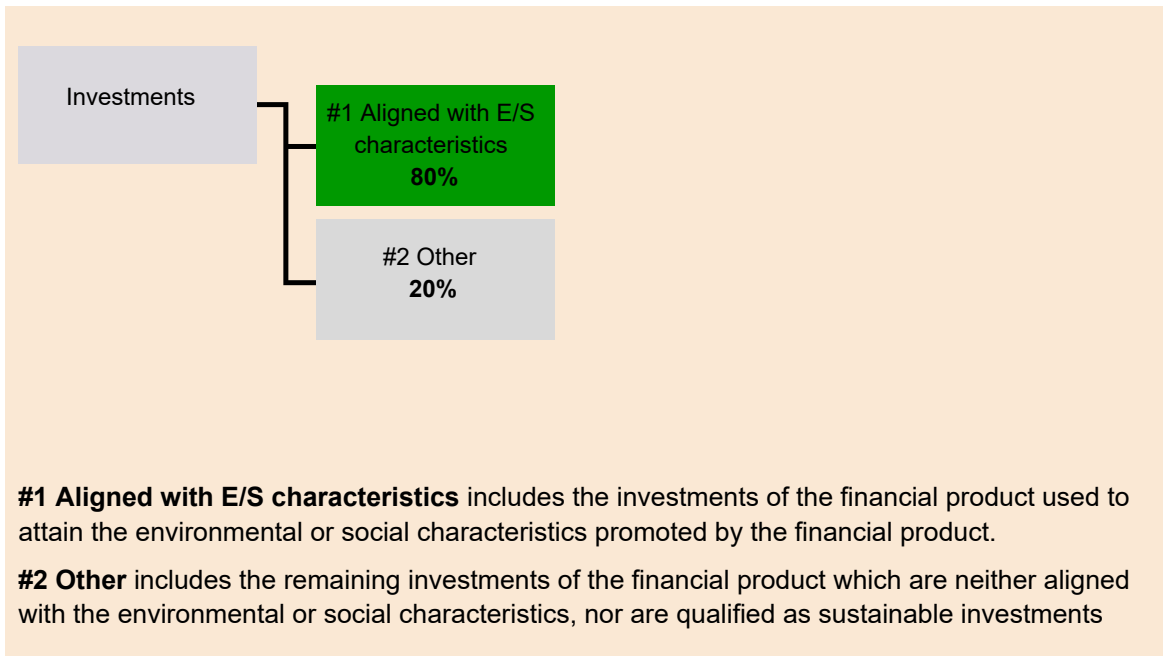 Investments
#1 Aligned with E/S
characteristics
80%
#2 Other
20%
#1 Aligned with E/S characteristics includes the investments of the financial product used to
attain the environmental or social characteristics promoted by the financial product.
#2 Other includes the remaining investments of the financial product which are neither aligned
with the environmental or social characteristics, nor are qualified as sustainable investments